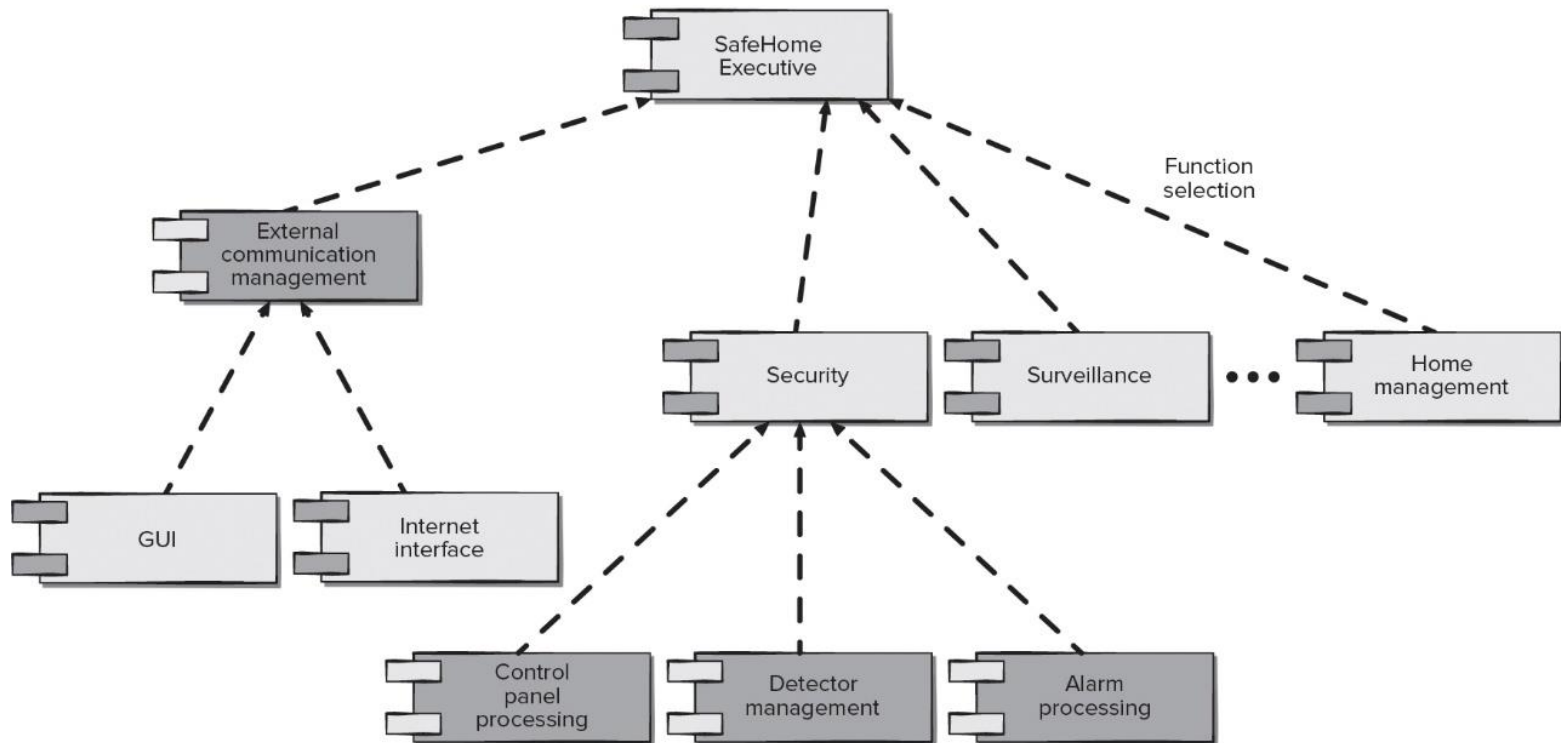 SafeHome
Executive
Function
selection
External
communication
management
Security
Surveillance
Home
management
GUI
Internet
interface
Control
panel
processing
Detector
management
Alarm
processing